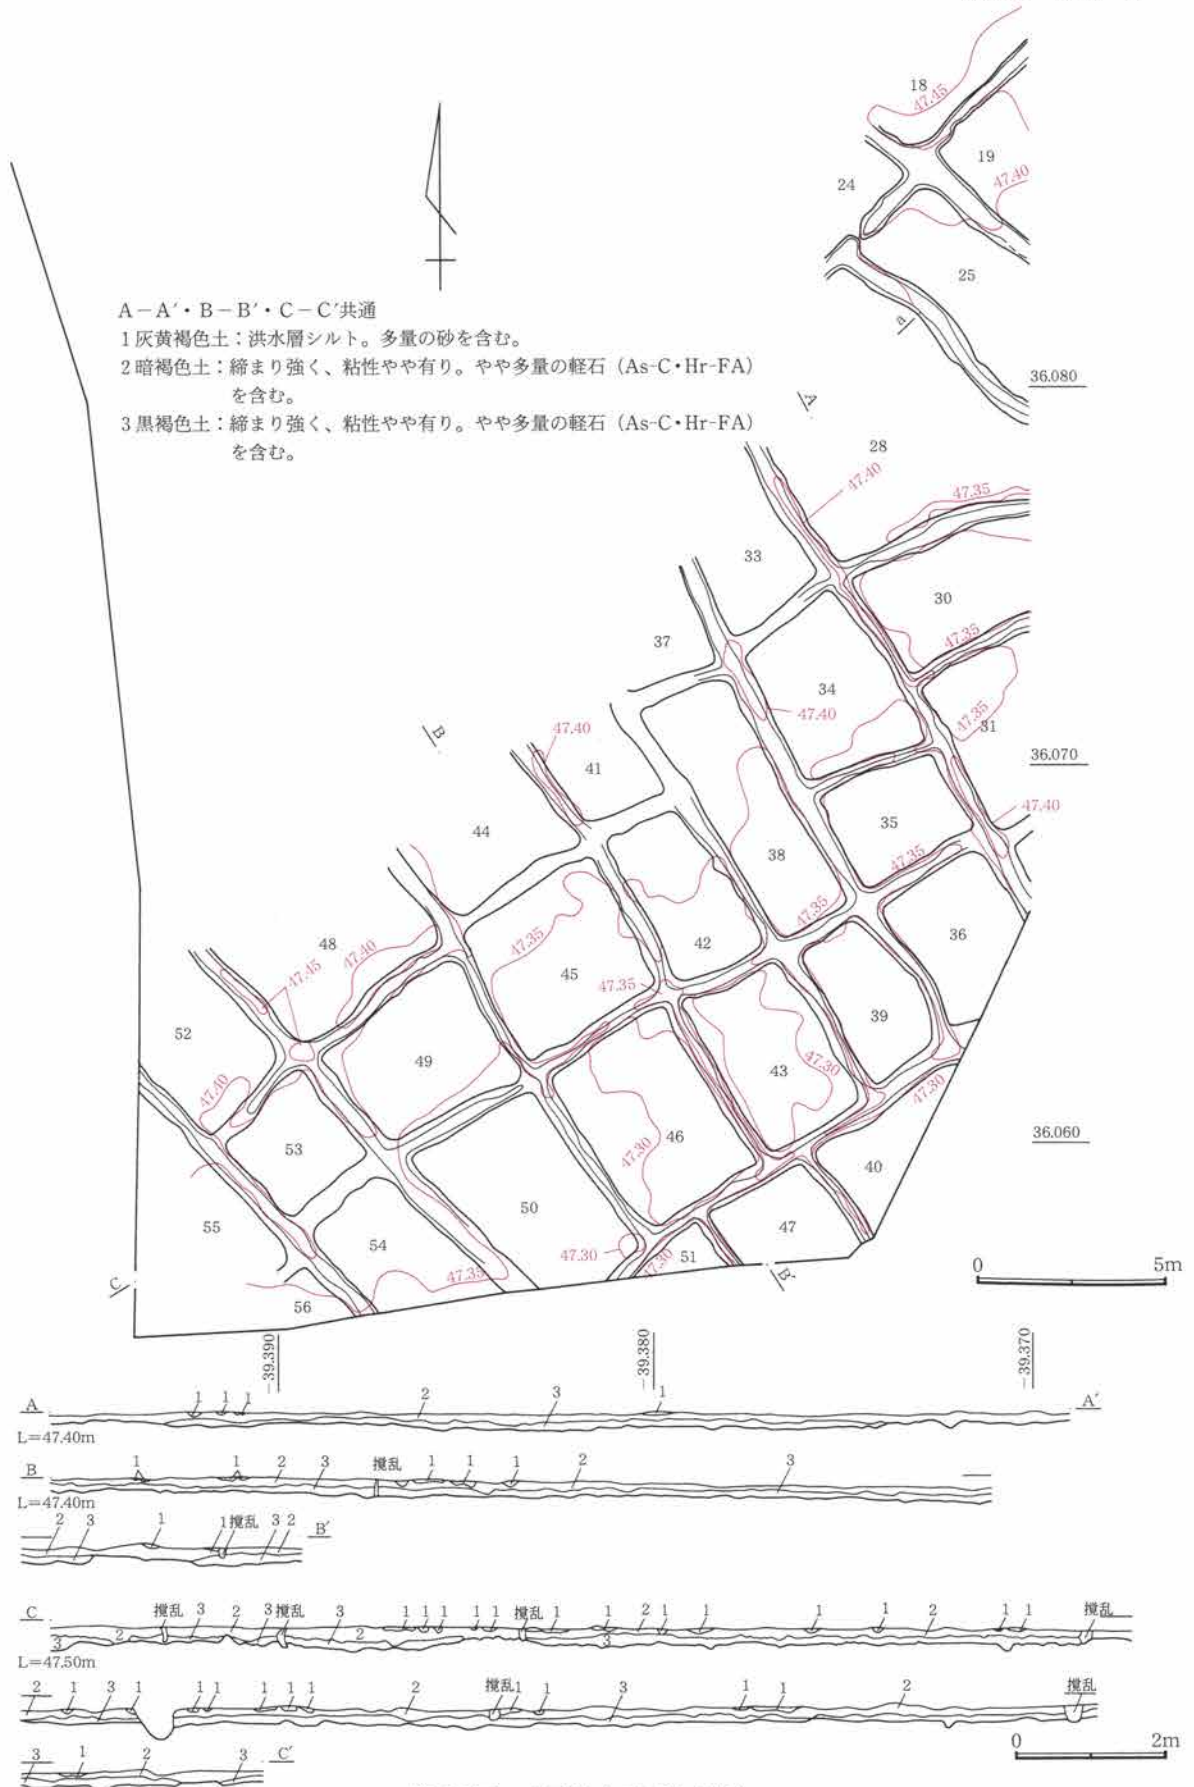 18
47.45
19
24
47.40
25
a
A−A′・B−B′・C−C′共通
1 灰黄褐色土：洪水層シルト。多量の砂を含む。
2 暗褐色土：締まり強く、粘性やや有り。やや多量の軽石（As-C・Hr-FA）
を含む。
3 黒褐色土：締まり強く、粘性やや有り。やや多量の軽石（As-C・Hr-FA）
を含む。
36.080
A
28
47.40
47.35
33
30
37
47.35
34
47.40
47.35
31
B
47.40
41
36.070
47.40
44
35
38
47.35
47.35
48
47.40
47.35
42
36
47.45
45
47.35
52
39
49
43
47.30
47.40
47.30
46
47.30
53
36.060
40
50
55
47
54
47.30
51
47.30
47.35
C
B′
56
0 5m
−39.390
−39.380
−39.370
A 1 1 1 2 3 1 A′
L=47.40m
B 1 1 2 3 撹乱 1 1 1 2 3
L=47.40m
2 3 1 1 撹乱 3 2 B′
C 撹乱 3 2 3 撹乱 3 1 1 1 1 1 撹乱 1 1 2 1 1 1 1 2 1 1 撹乱
3 2 2 3
L=47.50m
2 1 3 1 1 1 1 1 1 2 撹乱 1 1 3 1 1 2 撹乱
3 1 2 3 C′
0 2m